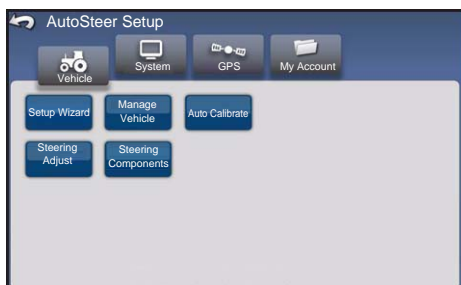 AutoSteer Setup
Vehicle
System
GPS
My Account
Setup Wizard
Manage
Vehicle
Auto Calibrate
Steering
Adjust
Steering
Components